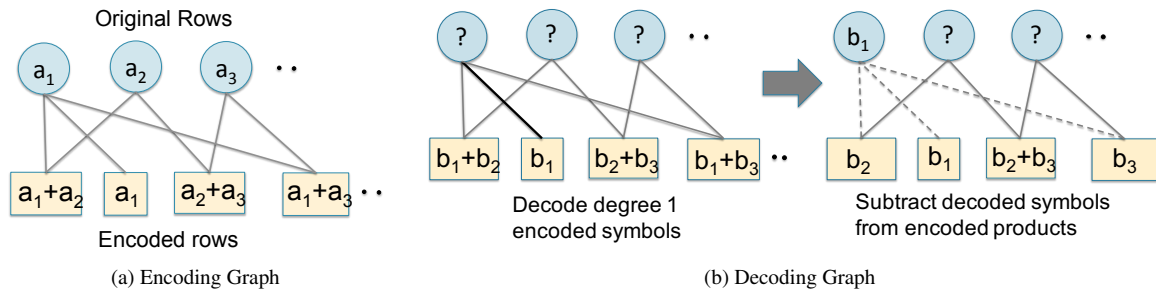 Original Rows
a1 a2 a3 . .
a1+a2 a1 a2+a3 a1+a3 . .
Encoded rows
(a) Encoding Graph
? ? ? . .
b1+b2 b1 b2+b3 b1+b3 . .
Decode degree 1
encoded symbols
b1 ? ? . .
b2 b1 b2+b3 b3
Subtract decoded symbols
from encoded products
(b) Decoding Graph